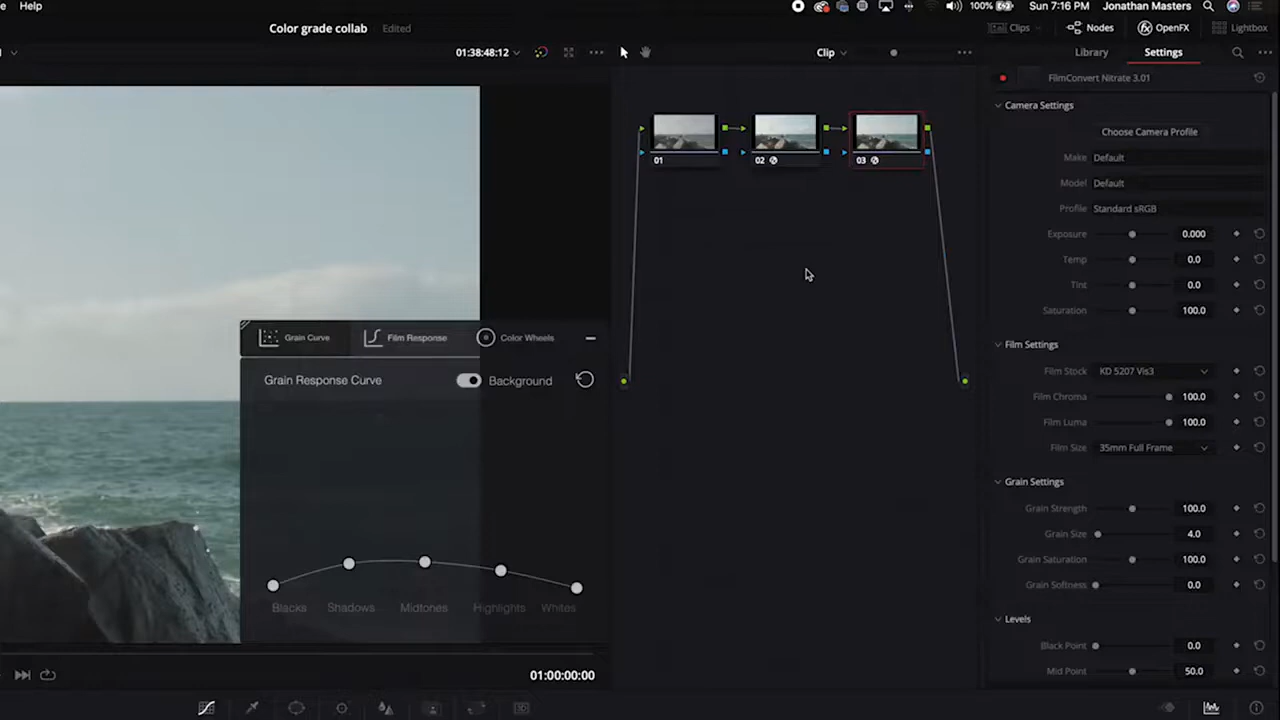 Help
100%
Sun 7:16 PM
Jonathan Masters
Color grade collab
Edited
Clips
Nodes
OpenFX
Lightbox
01:38:48:12
Clip
Library
Settings
FilmConvert Nitrate 3.01
Camera Settings
Choose Camera Profile
Make Default
Model Default
Profile Standard sRGB
Exposure 0.000
Temp 0.0
Tint 0.0
Saturation 100.0
Film Settings
Film Stock KD 5207 Vis3
Film Chroma 100.0
Film Luma 100.0
Film Size 35mm Full Frame
Grain Settings
Grain Strength 100.0
Grain Size 4.0
Grain Saturation 100.0
Grain Softness 0.0
Levels
Black Point 0.0
Mid Point 50.0
01
02
03
Grain Curve
Film Response
Color Wheels
Grain Response Curve
Background
Blacks
Shadows
Midtones
Highlights
Whites
01:00:00:00
3D